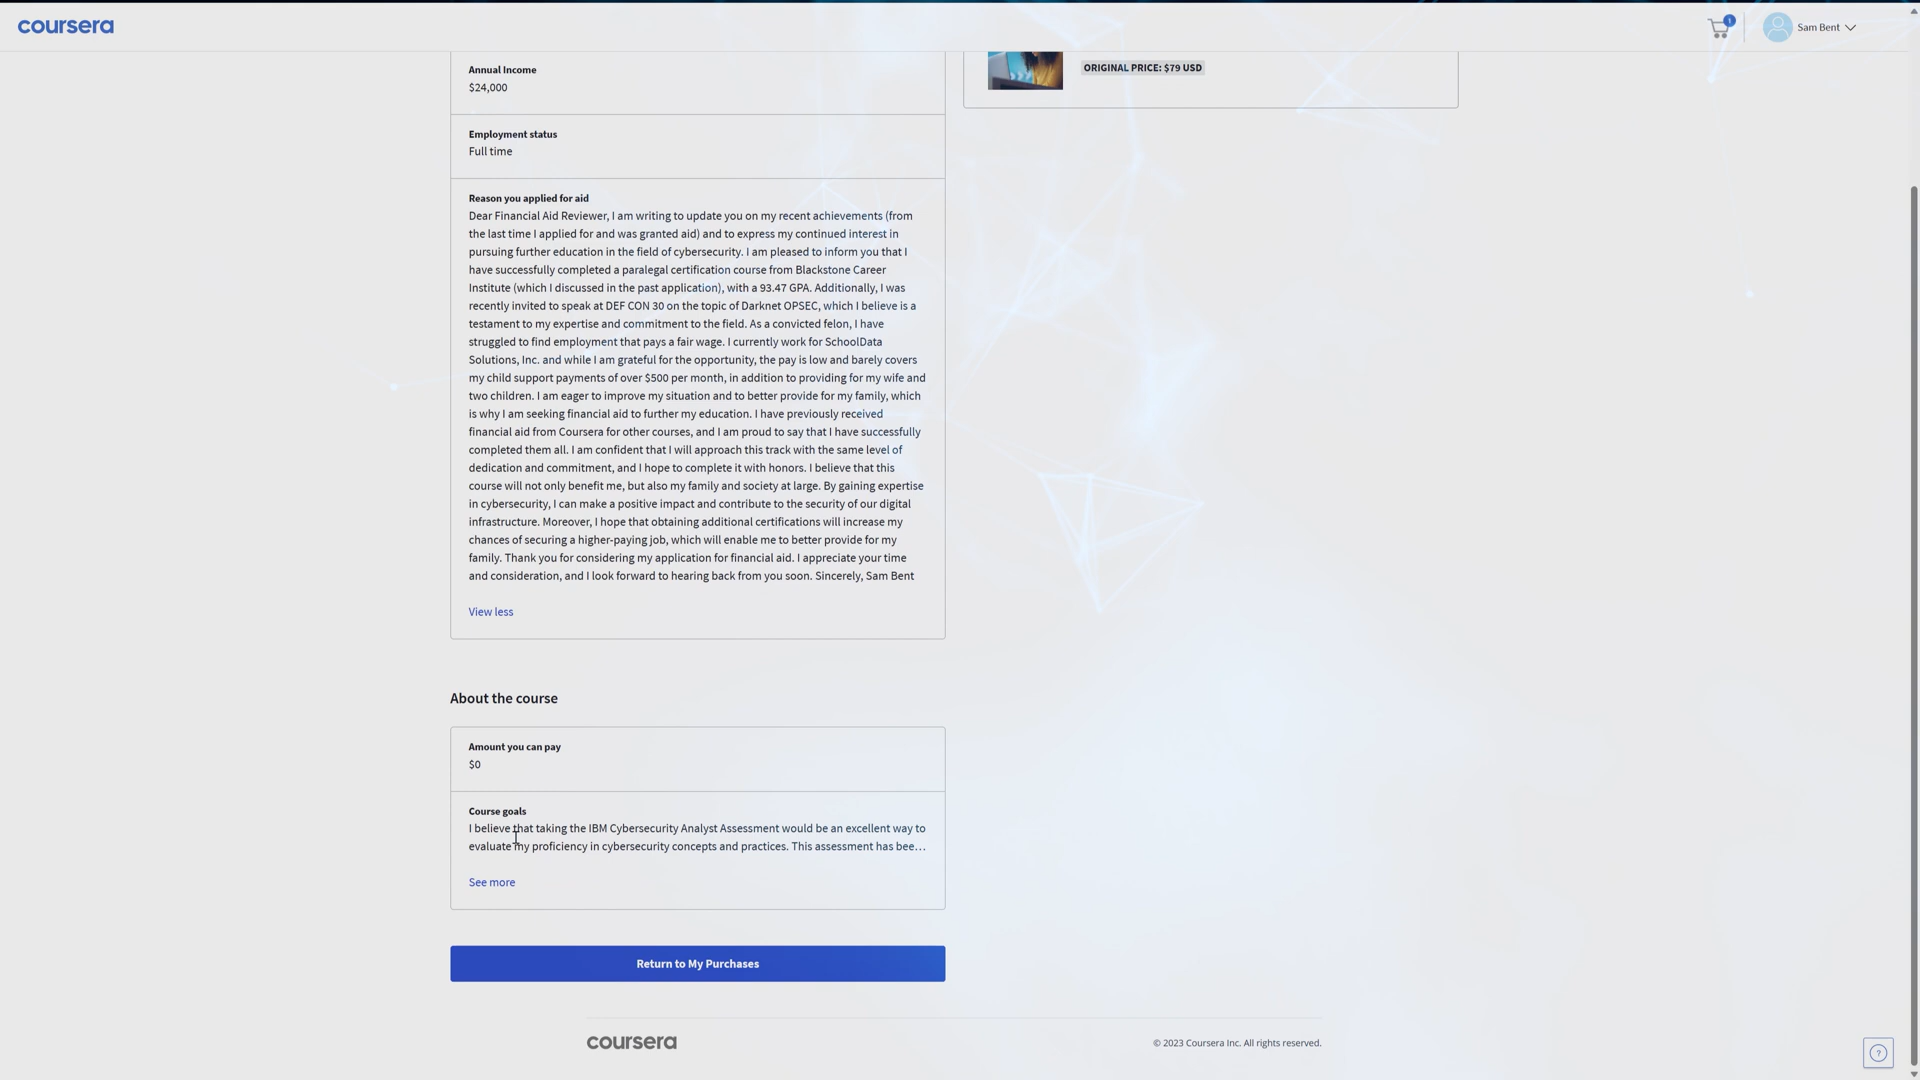 coursera
1
Sam Bent
Annual Income
$24,000
ORIGINAL PRICE: $79 USD
Employment status
Full time
Reason you applied for aid
Dear Financial Aid Reviewer, I am writing to update you on my recent achievements (from
the last time I applied for and was granted aid) and to express my continued interest in
pursuing further education in the field of cybersecurity. I am pleased to inform you that I
have successfully completed a paralegal certification course from Blackstone Career
Institute (which I discussed in the past application), with a 93.47 GPA. Additionally, I was
recently invited to speak at DEF CON 30 on the topic of Darknet OPSEC, which I believe is a
testament to my expertise and commitment to the field. As a convicted felon, I have
struggled to find employment that pays a fair wage. I currently work for SchoolData
Solutions, Inc. and while I am grateful for the opportunity, the pay is low and barely covers
my child support payments of over $500 per month, in addition to providing for my wife and
two children. I am eager to improve my situation and to better provide for my family, which
is why I am seeking financial aid to further my education. I have previously received
financial aid from Coursera for other courses, and I am proud to say that I have successfully
completed them all. I am confident that I will approach this track with the same level of
dedication and commitment, and I hope to complete it with honors. I believe that this
course will not only benefit me, but also my family and society at large. By gaining expertise
in cybersecurity, I can make a positive impact and contribute to the security of our digital
infrastructure. Moreover, I hope that obtaining additional certifications will increase my
chances of securing a higher-paying job, which will enable me to better provide for my
family. Thank you for considering my application for financial aid. I appreciate your time
and consideration, and I look forward to hearing back from you soon. Sincerely, Sam Bent
View less
About the course
Amount you can pay
$0
Course goals
I believe that taking the IBM Cybersecurity Analyst Assessment would be an excellent way to
evaluate my proficiency in cybersecurity concepts and practices. This assessment has bee…
See more
Return to My Purchases
coursera
© 2023 Coursera Inc. All rights reserved.
?